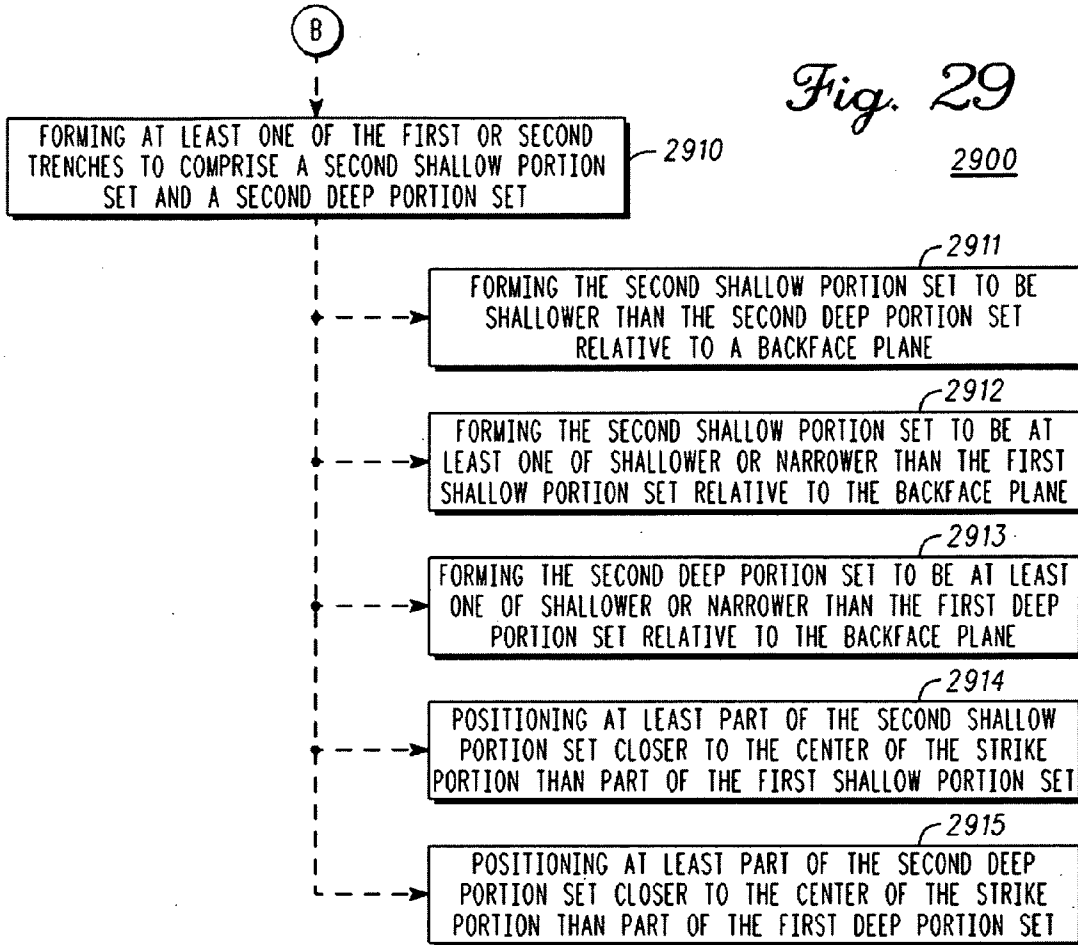 B
Fig. 29
2900
FORMING AT LEAST ONE OF THE FIRST OR SECOND
TRENCHES TO COMPRISE A SECOND SHALLOW PORTION
SET AND A SECOND DEEP PORTION SET
2910
2911
FORMING THE SECOND SHALLOW PORTION SET TO BE
SHALLOWER THAN THE SECOND DEEP PORTION SET
RELATIVE TO A BACKFACE PLANE
2912
FORMING THE SECOND SHALLOW PORTION SET TO BE AT
LEAST ONE OF SHALLOWER OR NARROWER THAN THE FIRST
SHALLOW PORTION SET RELATIVE TO THE BACKFACE PLANE
2913
FORMING THE SECOND DEEP PORTION SET TO BE AT LEAST
ONE OF SHALLOWER OR NARROWER THAN THE FIRST DEEP
PORTION SET RELATIVE TO THE BACKFACE PLANE
2914
POSITIONING AT LEAST PART OF THE SECOND SHALLOW
PORTION SET CLOSER TO THE CENTER OF THE STRIKE
PORTION THAN PART OF THE FIRST SHALLOW PORTION SET
2915
POSITIONING AT LEAST PART OF THE SECOND DEEP
PORTION SET CLOSER TO THE CENTER OF THE STRIKE
PORTION THAN PART OF THE FIRST DEEP PORTION SET